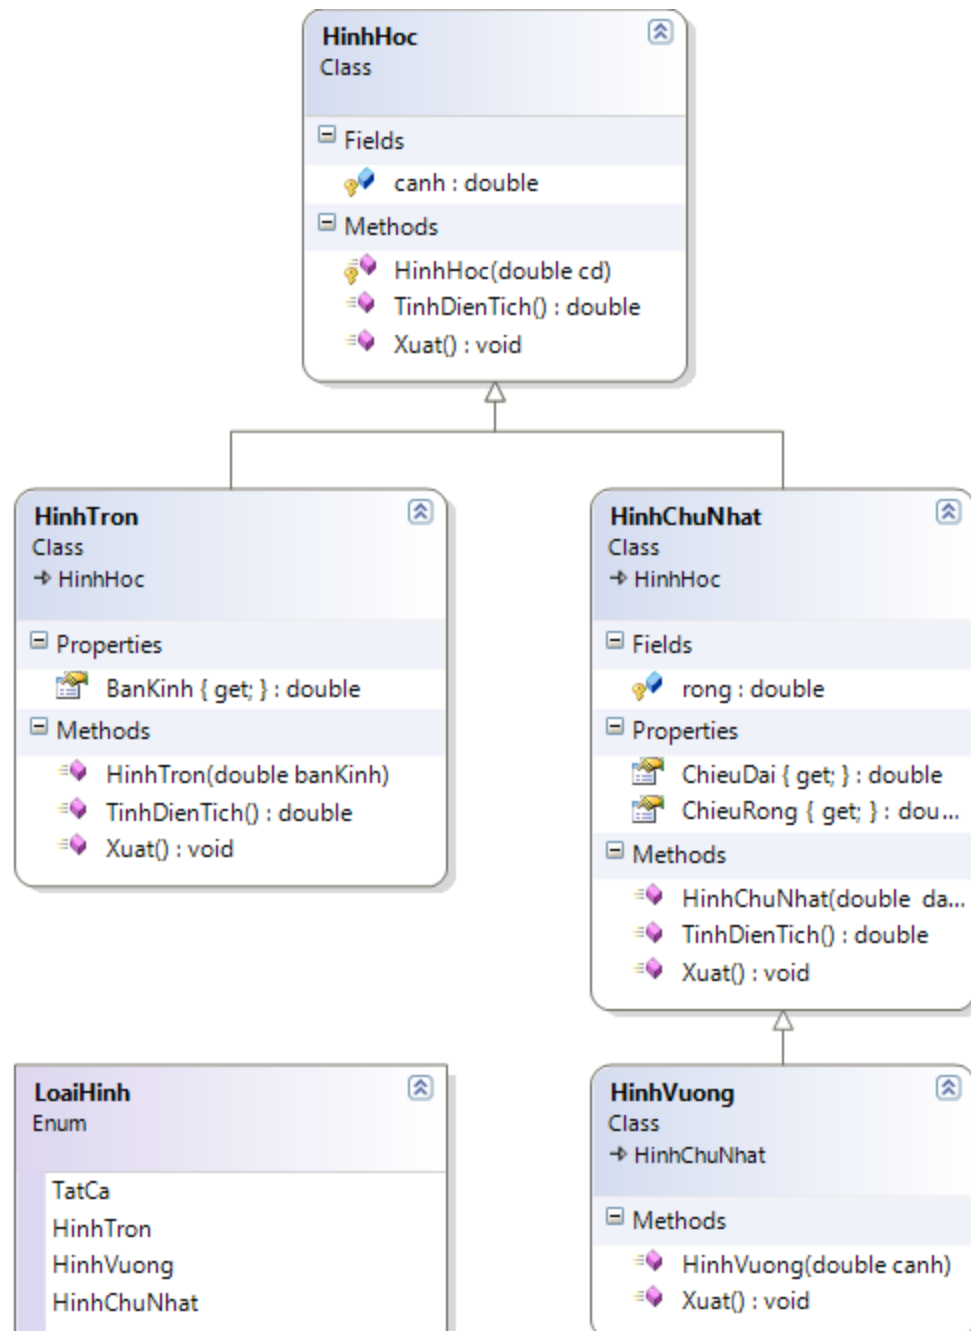 HinhHoc
Class
Fields
canh : double
Methods
HinhHoc(double cd)
TinhDienTich() : double
Xuat() : void
HinhTron
Class
HinhHoc
Properties
BanKinh { get; } : double
Methods
HinhTron(double banKinh)
TinhDienTich() : double
Xuat() : void
HinhChuNhat
Class
HinhHoc
Fields
rong : double
Properties
ChieuDai { get; } : double
ChieuRong { get; } : dou...
Methods
HinhChuNhat(double da...
TinhDienTich() : double
Xuat() : void
LoaiHinh
Enum
TatCa
HinhTron
HinhVuong
HinhChuNhat
HinhVuong
Class
HinhChuNhat
Methods
HinhVuong(double canh)
Xuat() : void